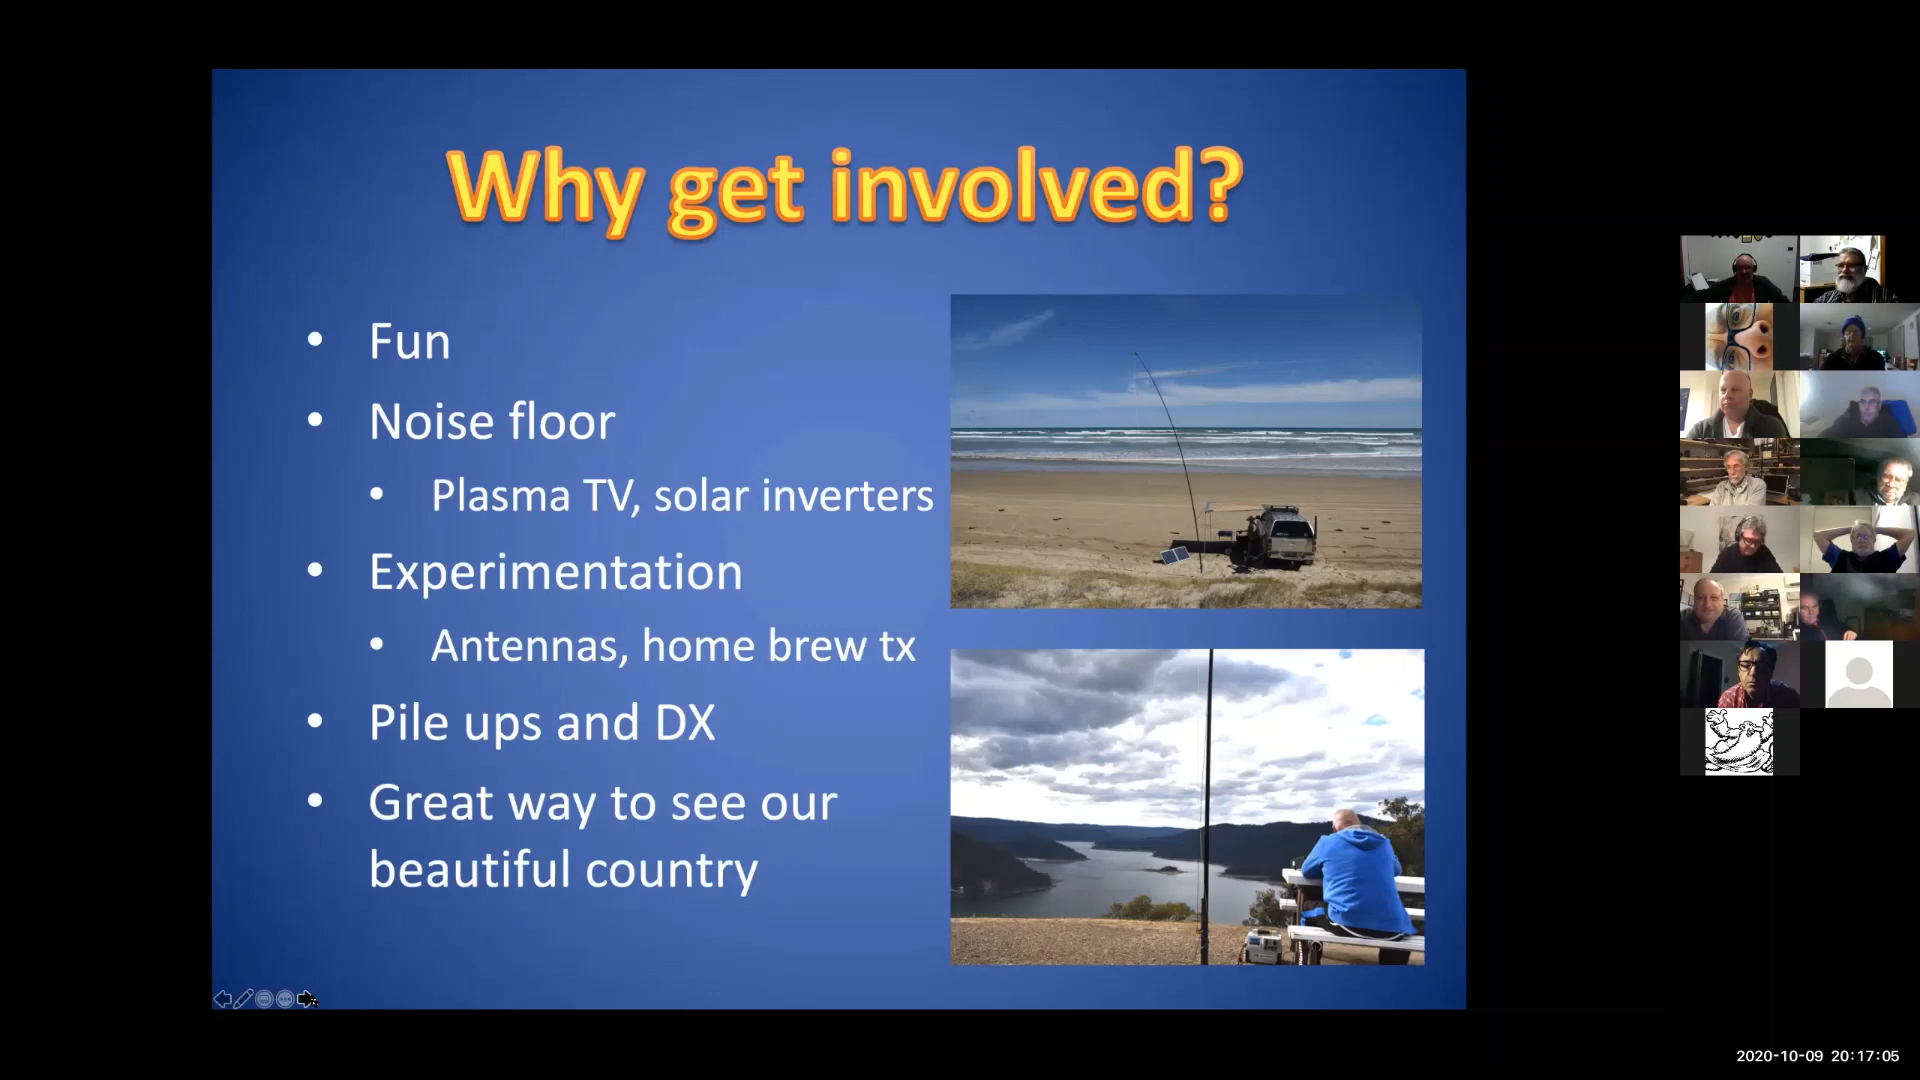 Why get involved?
• Fun
• Noise floor
• Plasma TV, solar inverters
• Experimentation
• Antennas, home brew tx
• Pile ups and DX
• Great way to see our
beautiful country
2020-10-09 20:17:05